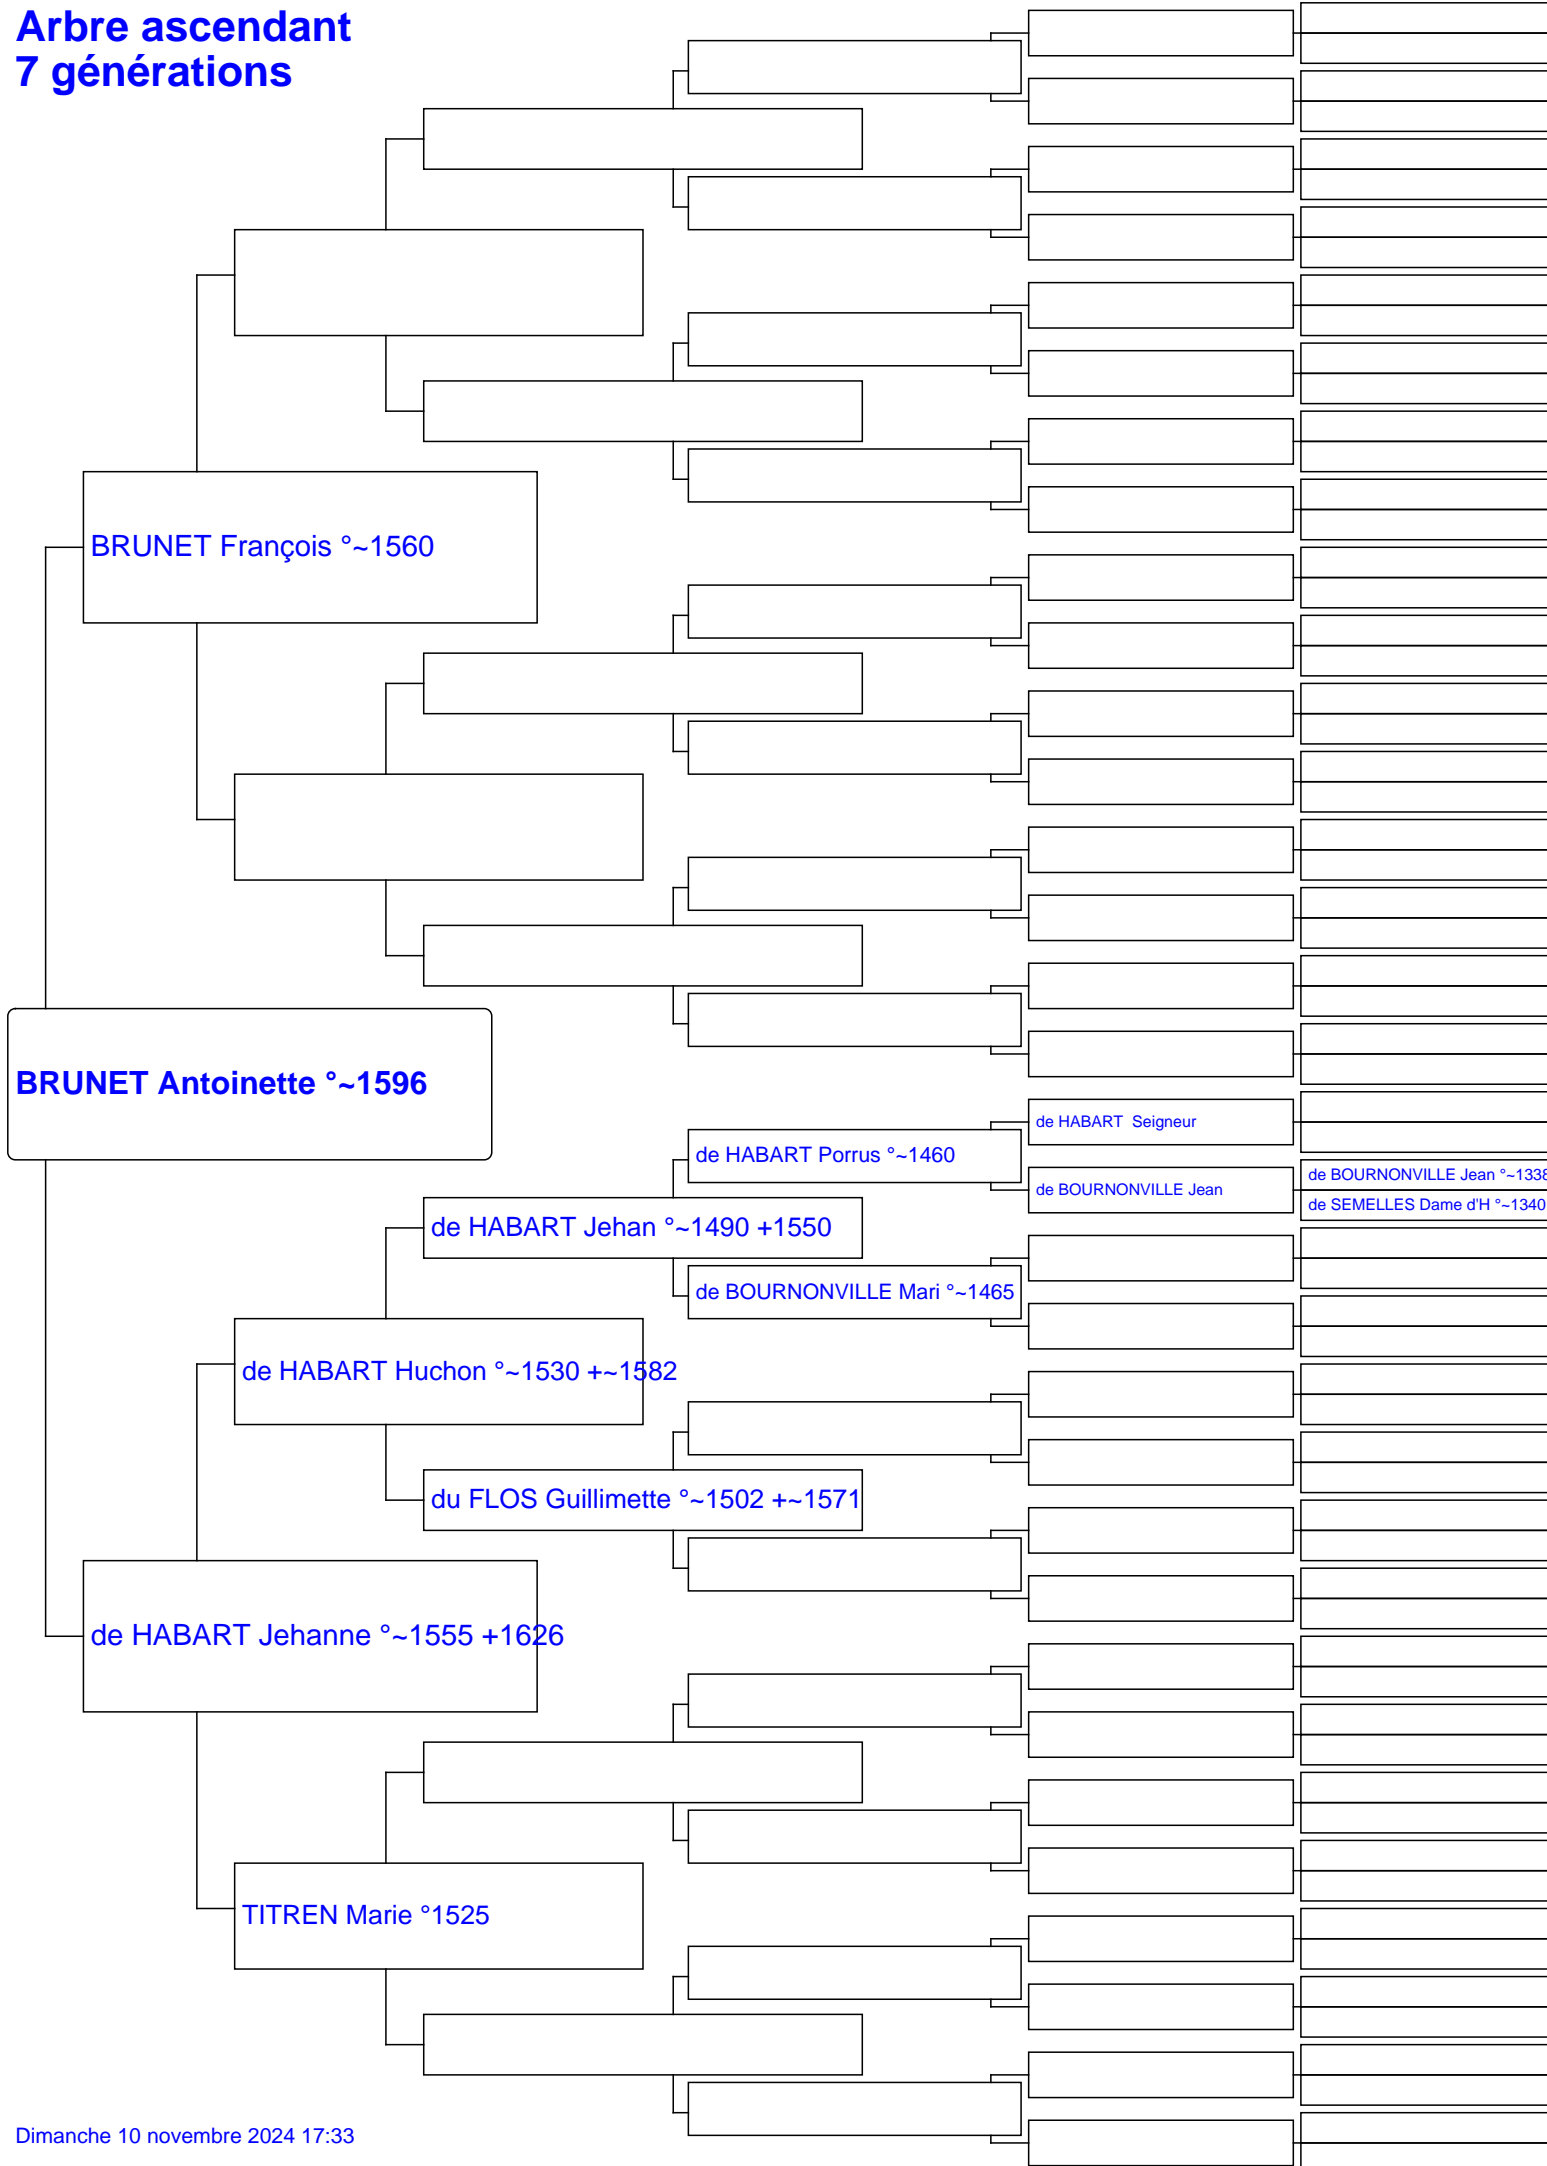 Arbre ascendant
7 générations
BRUNET François °~1560
BRUNET Antoinette °~1596
de HABART  Seigneur
de HABART Porrus °~1460
de BOURNONVILLE Jean °~1338
de BOURNONVILLE Jean
de SEMELLES Dame d'H °~1340
de HABART Jehan °~1490 +1550
de BOURNONVILLE Mari °~1465
de HABART Huchon °~1530 +~1582
du FLOS Guillimette °~1502 +~1571
de HABART Jehanne °~1555 +1626
TITREN Marie °1525
Dimanche 10 novembre 2024 17:33